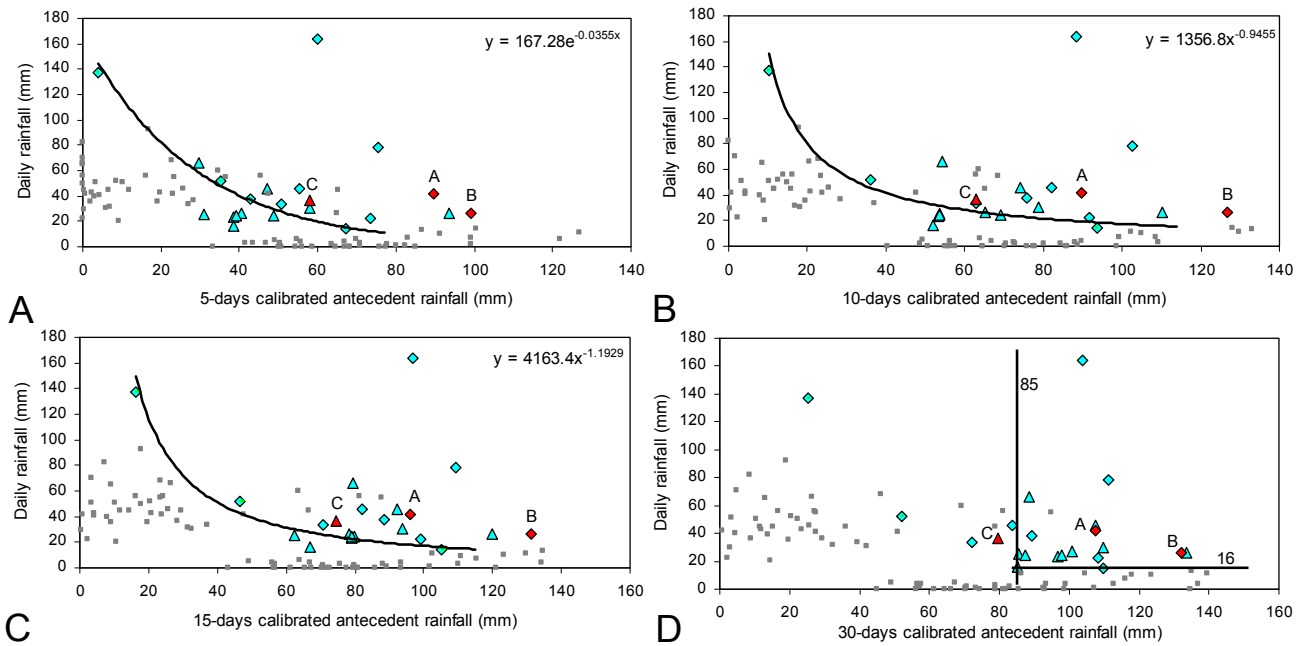 180
160
140
120
100
80
60
40
20
0
Daily rainfall (mm)
y = 167.28e^-0.0355x
C
A
B
0 20 40 60 80 100 120 140
5-days calibrated antecedent rainfall (mm)
A
180
160
140
120
100
80
60
40
20
0
Daily rainfall (mm)
y = 1356.8x^-0.9455
C
A
B
0 20 40 60 80 100 120 140
10-days calibrated antecedent rainfall (mm)
B
180
160
140
120
100
80
60
40
20
0
Daily rainfall (mm)
y = 4163.4x^-1.1929
C
A
B
0 20 40 60 80 100 120 140 160
15-days calibrated antecedent rainfall (mm)
C
180
160
140
120
100
80
60
40
20
0
Daily rainfall (mm)
85
C
A
B
16
0 20 40 60 80 100 120 140 160
30-days calibrated antecedent rainfall (mm)
D